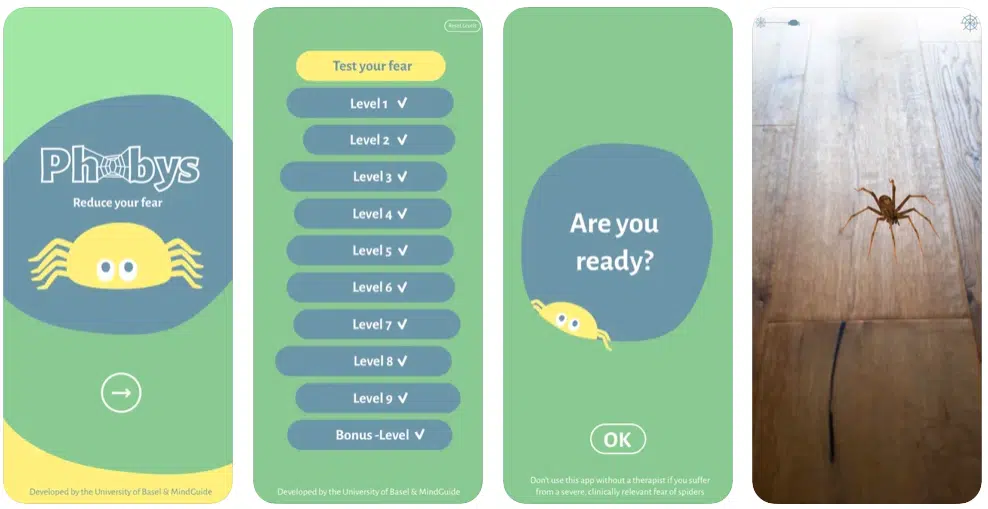 Phobys
Reduce your fear
Developed by the University of Basel & MindGuide
Reset Levels
Test your fear
Level 1 ✓
Level 2 ✓
Level 3 ✓
Level 4 ✓
Level 5 ✓
Level 6 ✓
Level 7 ✓
Level 8 ✓
Level 9 ✓
Bonus -Level ✓
Developed by the University of Basel & MindGuide
Are you
ready?
OK
Don't use this app without a therapist if you suffer
from a severe, clinically relevant fear of spiders